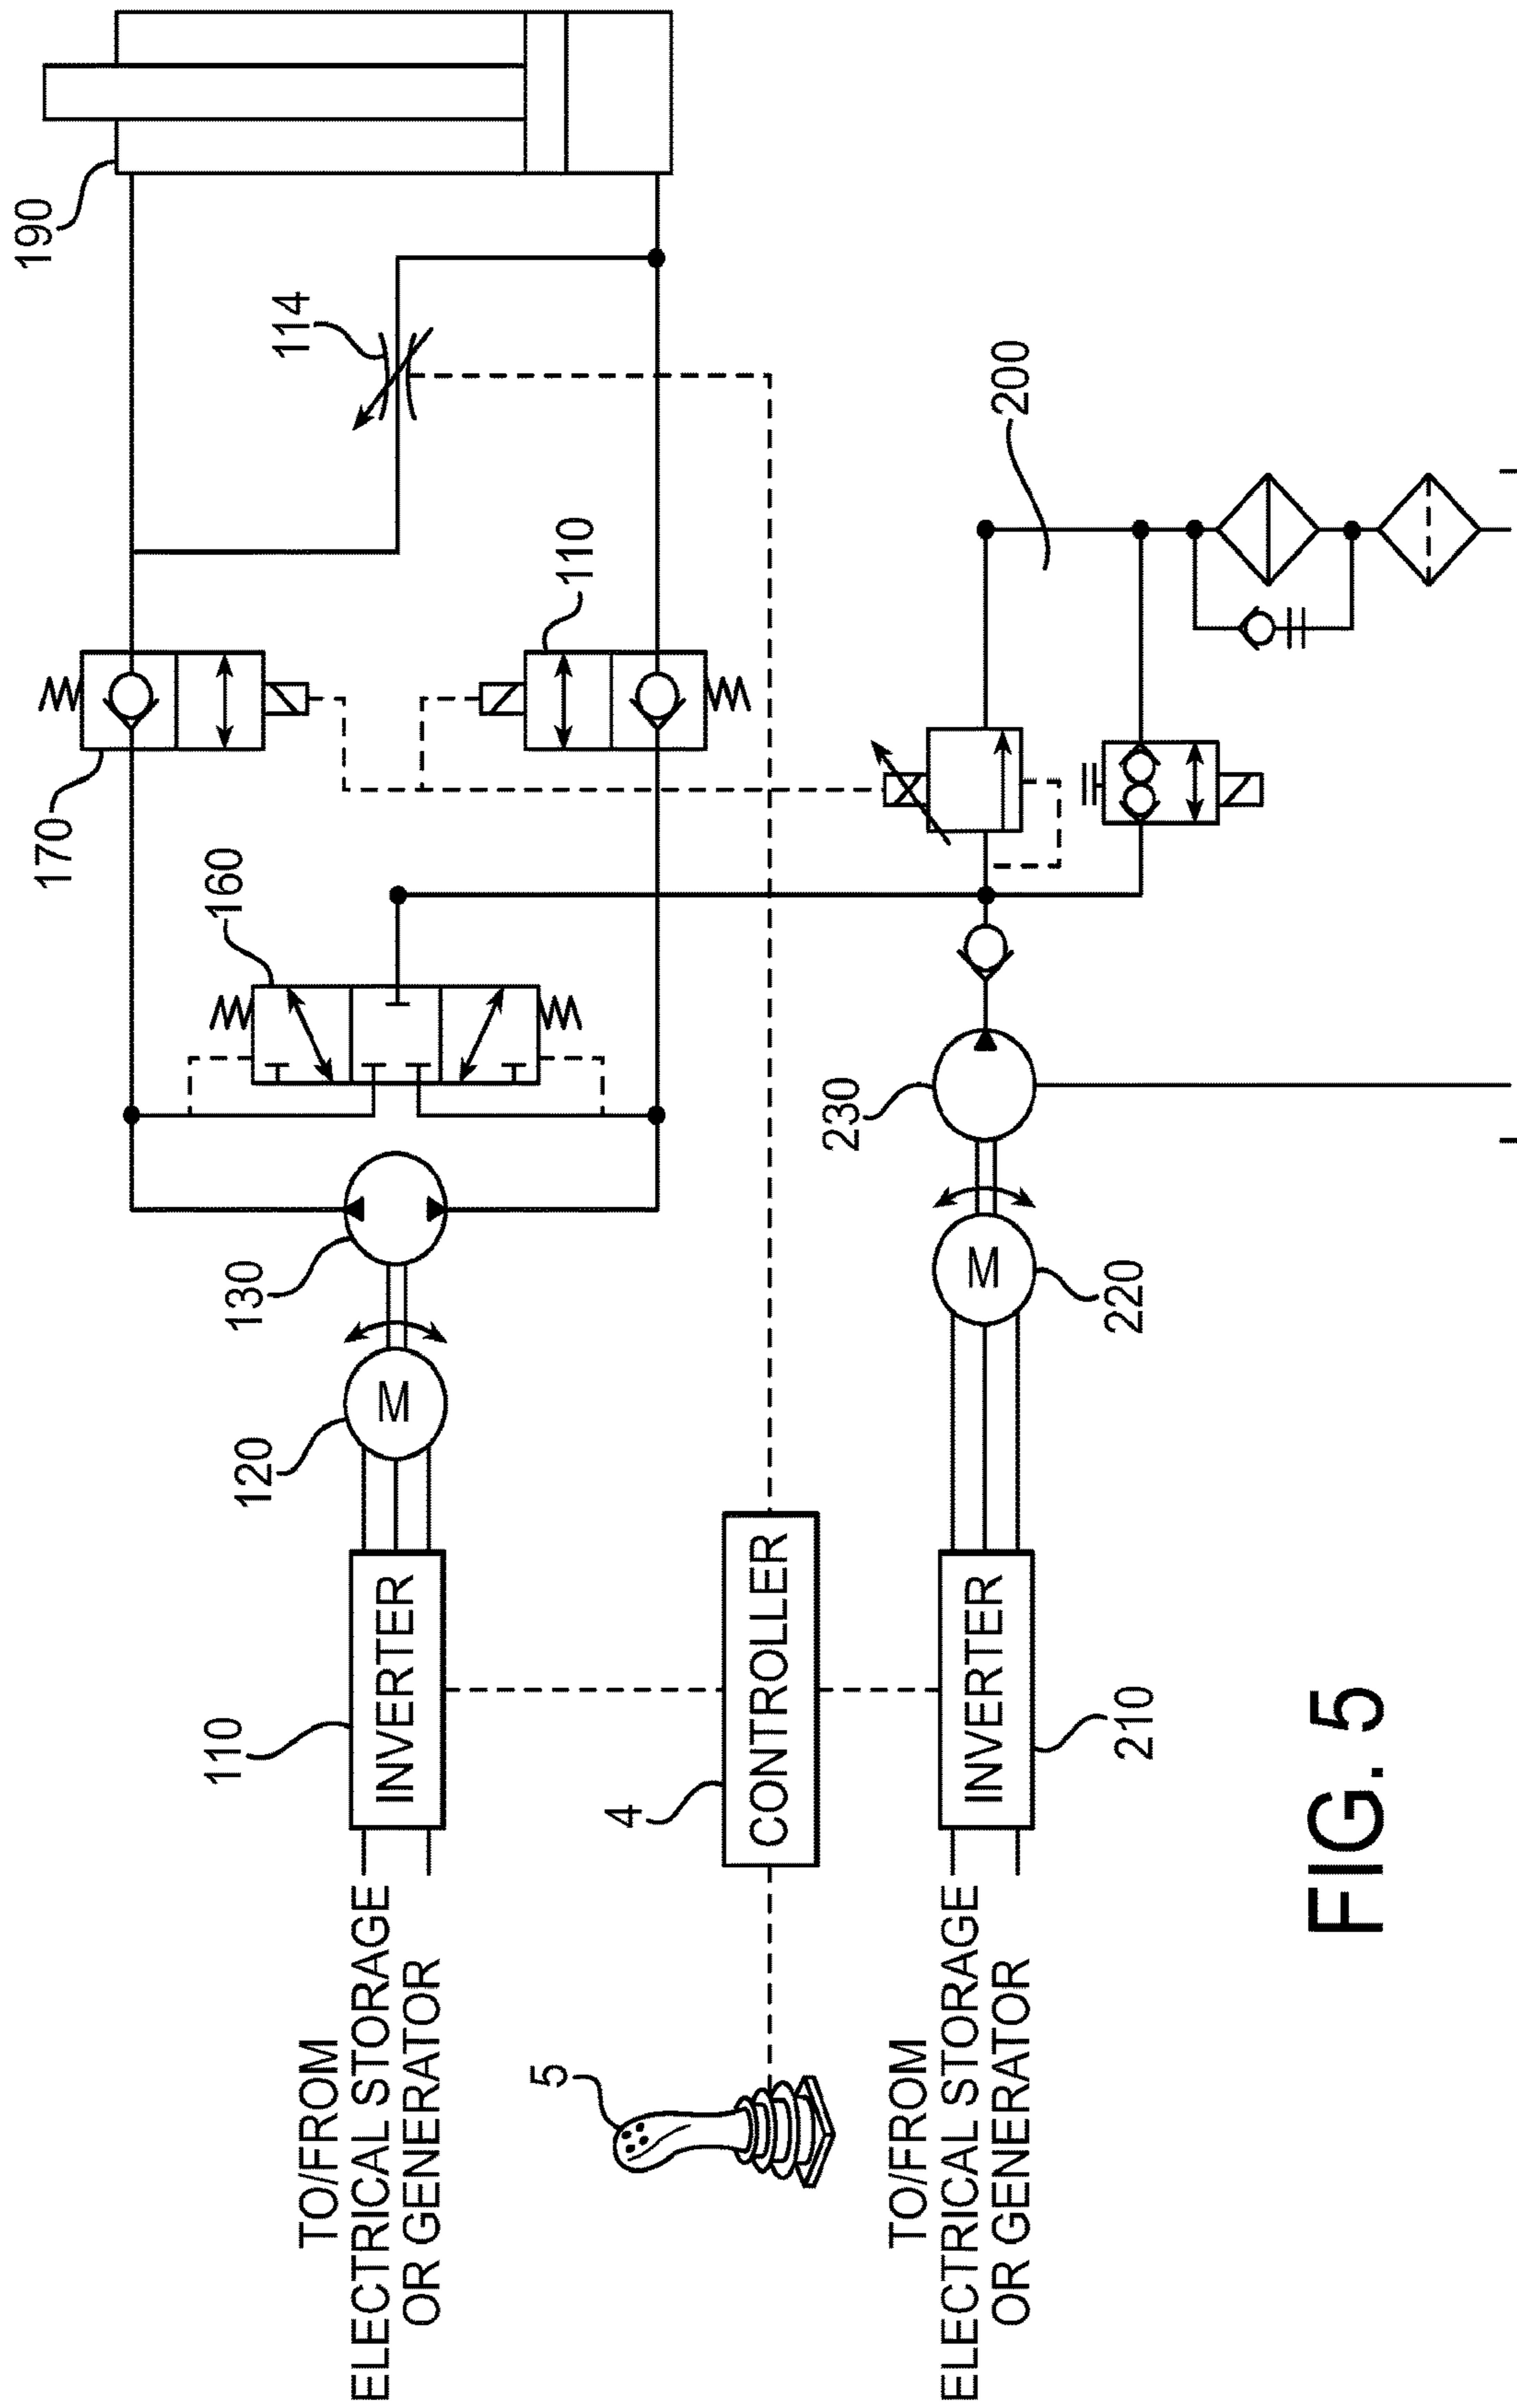 190
114
170
110
160
200
130
230
120
M
M
220
110
INVERTER
4
CONTROLLER
INVERTER
210
TO/FROM
ELECTRICAL STORAGE
OR GENERATOR
5
TO/FROM
ELECTRICAL STORAGE
OR GENERATOR
FIG. 5